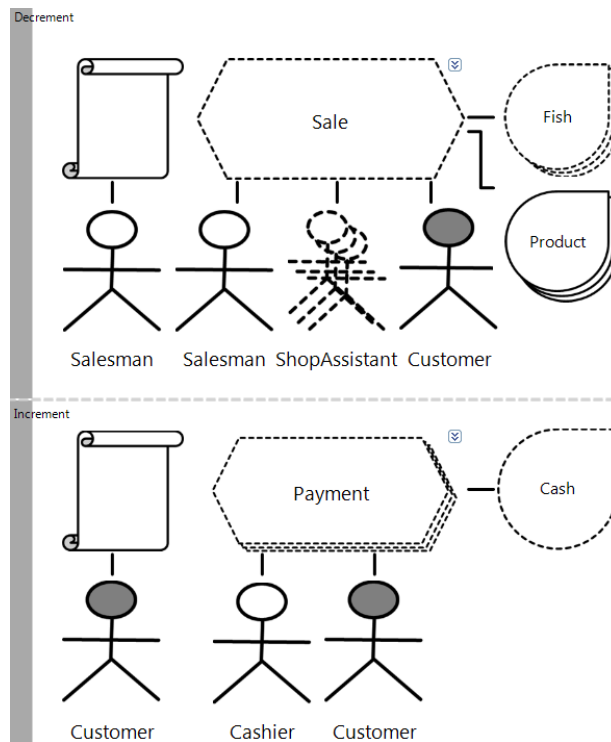 Decrement
Sale
Fish
Product
Salesman
Salesman
ShopAssistant
Customer
Increment
Payment
Cash
Customer
Cashier
Customer